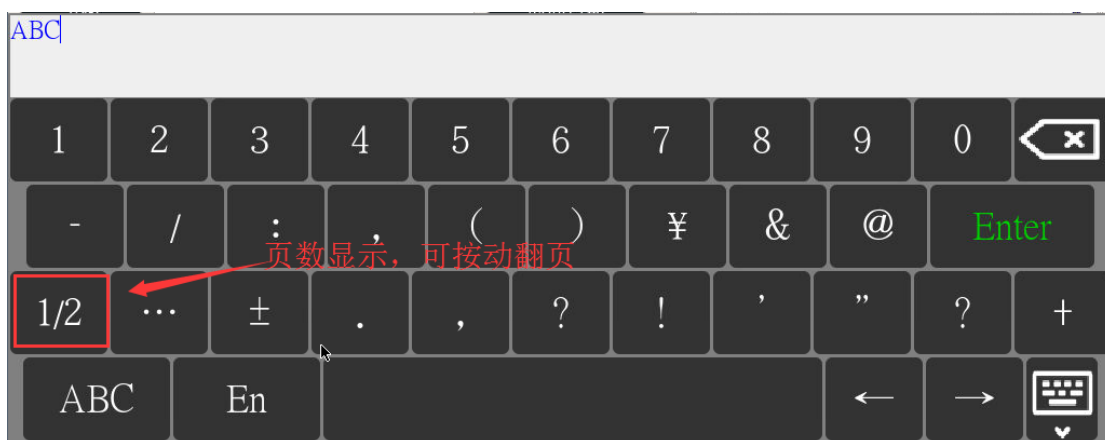 ABC
1 2 3 4 5 6 7 8 9 0
- / : , ( ) ¥ & @ Enter
页数显示，可按动翻页
1/2 … ± . , ? ! ’ ” ? +
ABC En ← →